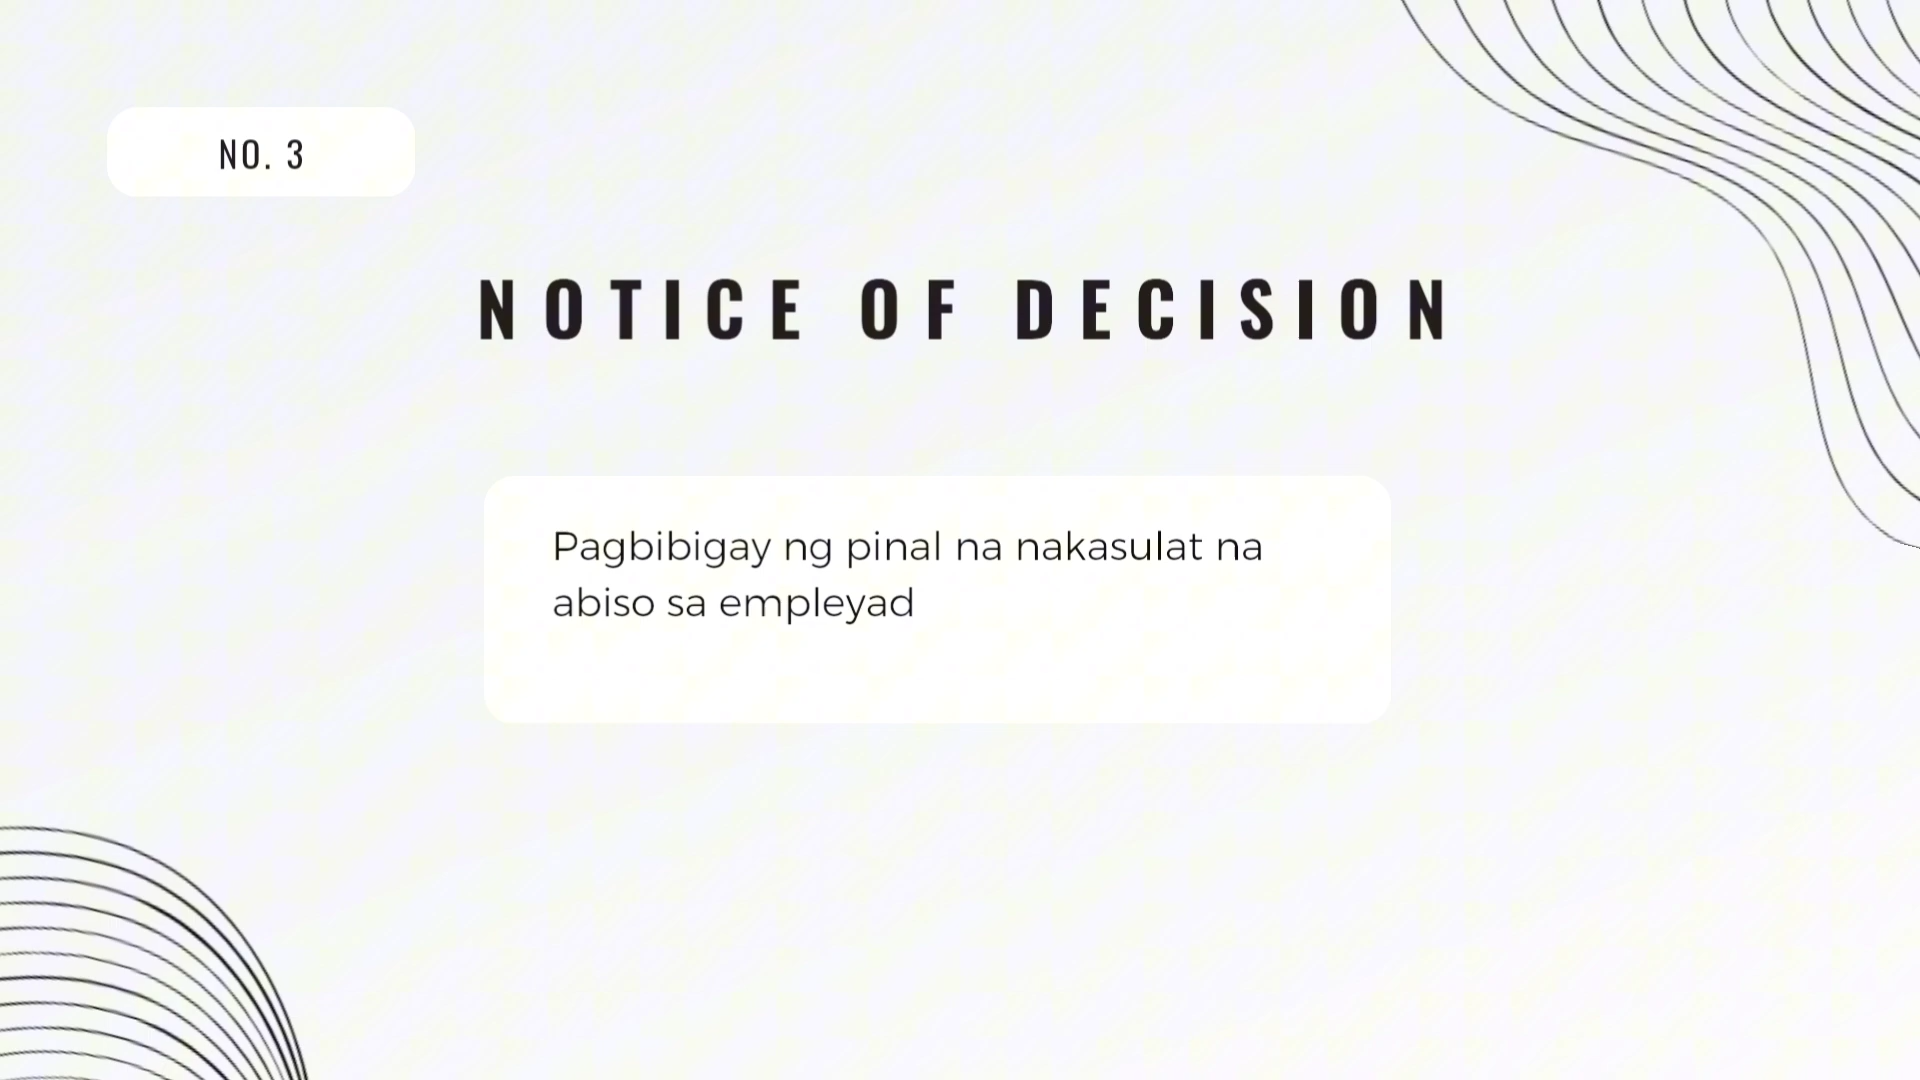 NO. 3
NOTICE OF DECISION
Pagbibigay ng pinal na nakasulat na
abiso sa empleyad